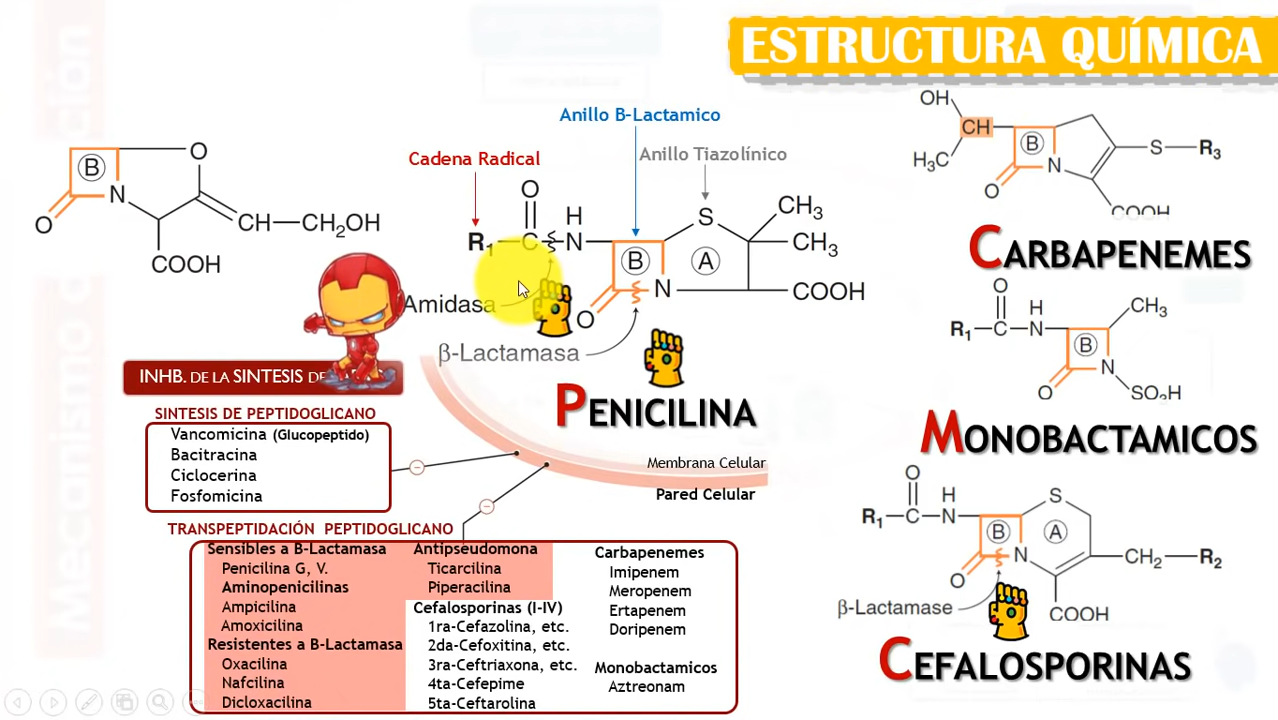 ESTRUCTURA QUÍMICA
B
O
N
O
CH
CH₂OH
COOH
Anillo B-Lactamico
Cadena Radical
Anillo Tiazolínico
O
H
R₁
C
N
B
S
A
CH₃
CH₃
N
O
COOH
Amidasa
β-Lactamasa
PENICILINA
OH
CH
H₃C
B
O
N
S
R₃
COOH
CARBAPENEMES
O
H
R₁
C
N
CH₃
B
O
N
SO₃H
MONOBACTAMICOS
O
H
S
R₁
C
N
B
A
O
N
CH₂
R₂
β-Lactamase
COOH
CEFALOSPORINAS
INHB. DE LA SINTESIS DE
SINTESIS DE PEPTIDOGLICANO
Vancomicina (Glucopeptido)
Bacitracina
Ciclocerina
Fosfomicina
Membrana Celular
Pared Celular
TRANSPEPTIDACIÓN PEPTIDOGLICANO
Sensibles a B-Lactamasa
Penicilina G, V.
Aminopenicilinas
Ampicilina
Amoxicilina
Resistentes a B-Lactamasa
Oxacilina
Nafcilina
Dicloxacilina
Antipseudomona
Ticarcilina
Piperacilina
Cefalosporinas (I-IV)
1ra-Cefazolina, etc.
2da-Cefoxitina, etc.
3ra-Ceftriaxona, etc.
4ta-Cefepime
5ta-Ceftarolina
Carbapenemes
Imipenem
Meropenem
Ertapenem
Doripenem
Monobactamicos
Aztreonam